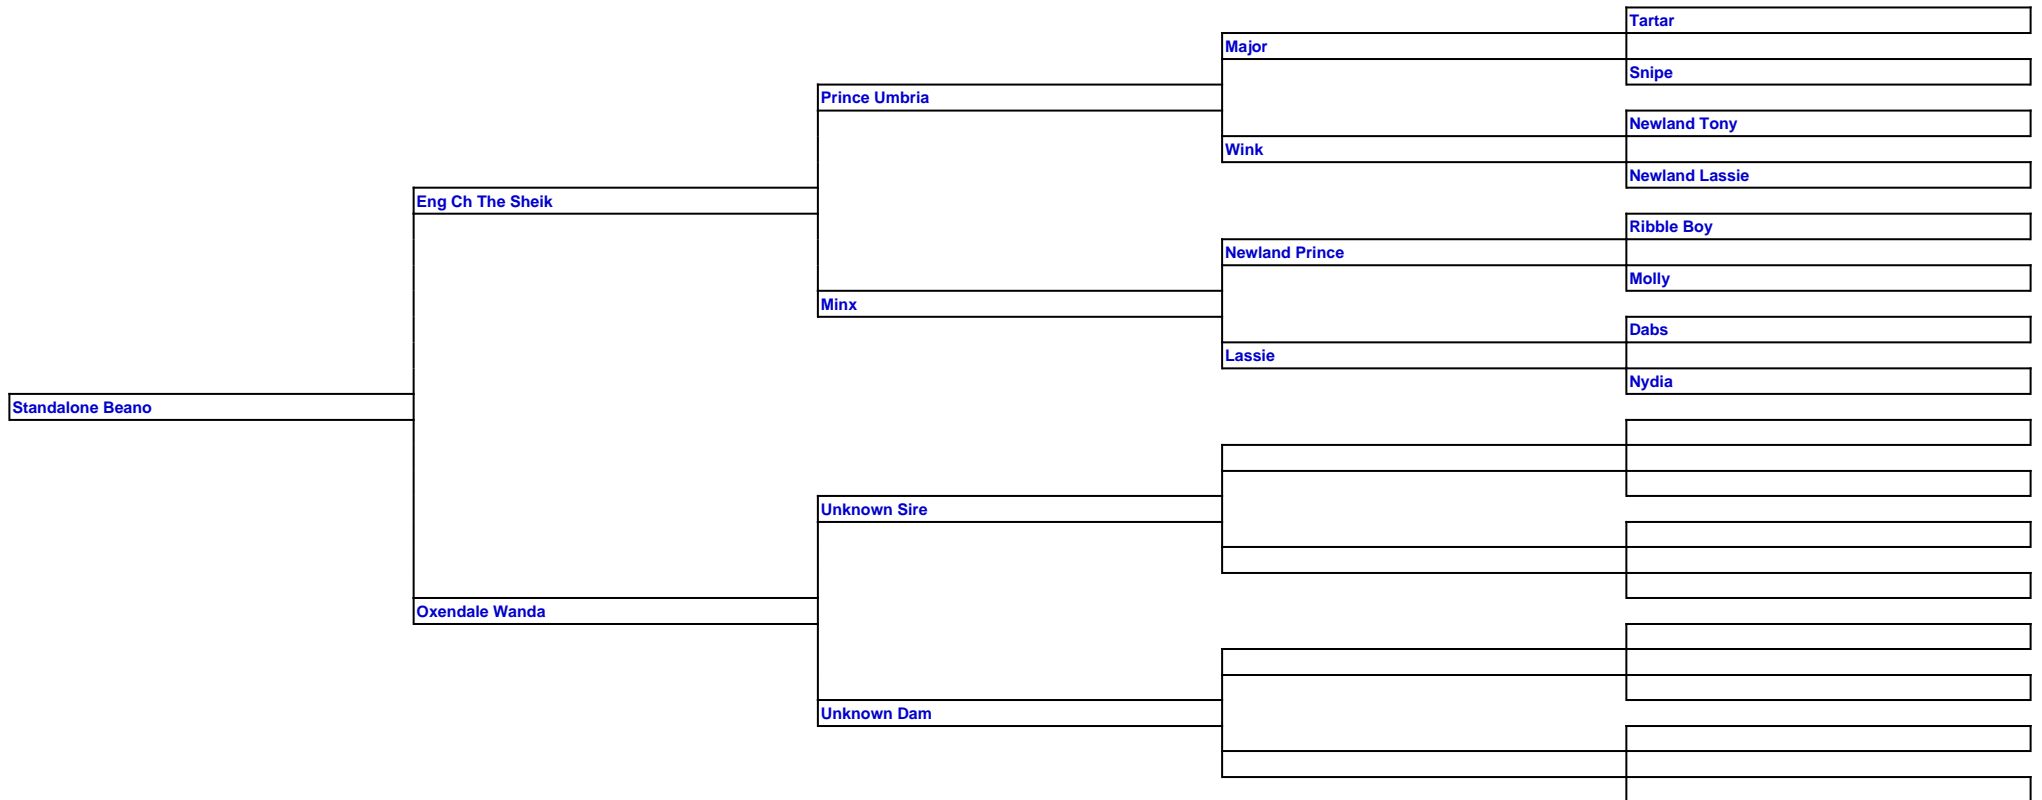 Tartar
Major
Snipe
Prince Umbria
Newland Tony
Wink
Newland Lassie
Eng Ch The Sheik
Ribble Boy
Newland Prince
Molly
Minx
Dabs
Lassie
Nydia
Standalone Beano
Unknown Sire
Oxendale Wanda
Unknown Dam